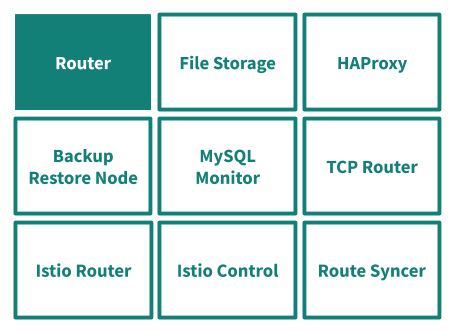 Router
File Storage
HAProxy
Backup
Restore Node
MySQL
Monitor
TCP Router
Istio Router
Istio Control
Route Syncer